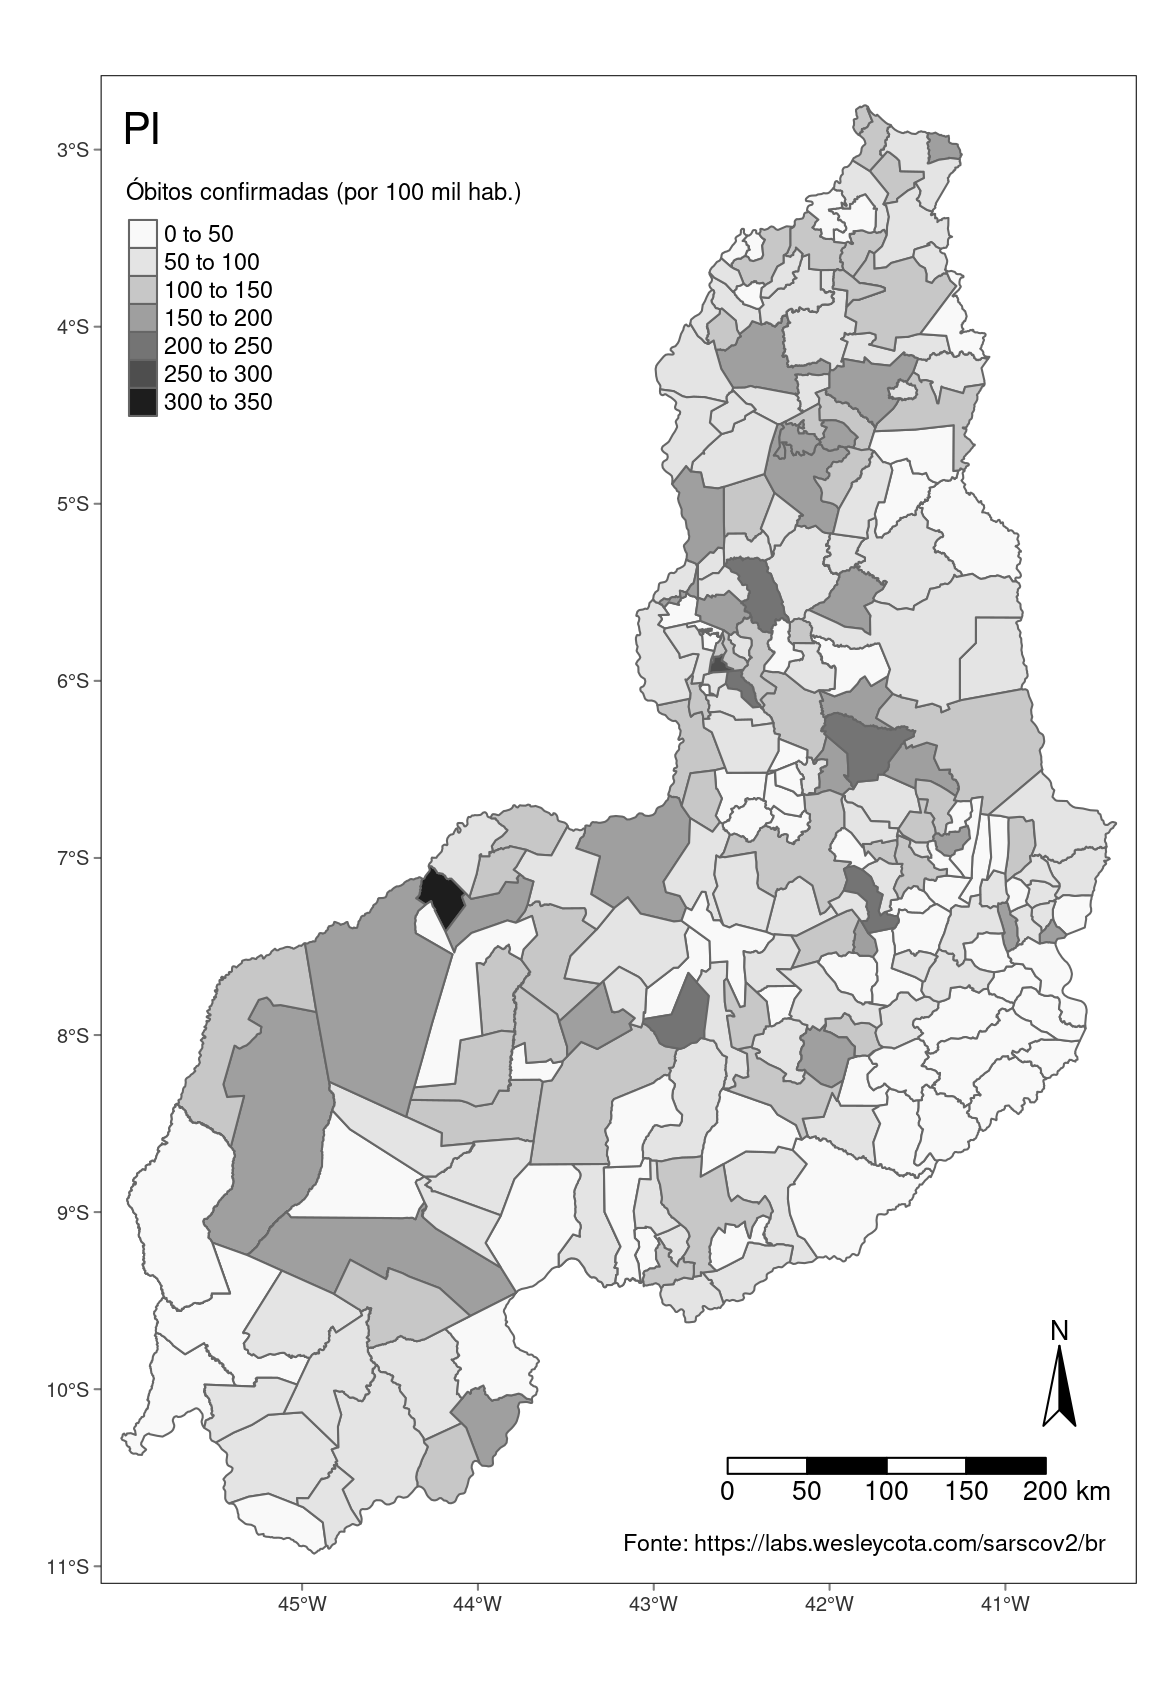 PI
Óbitos confirmadas (por 100 mil hab.)
0 to 50
50 to 100
100 to 150
150 to 200
200 to 250
250 to 300
300 to 350
3°S
4°S
5°S
6°S
7°S
8°S
9°S
10°S
11°S
N
0 50 100 150 200 km
Fonte: https://labs.wesleycota.com/sarscov2/br
45°W 44°W 43°W 42°W 41°W